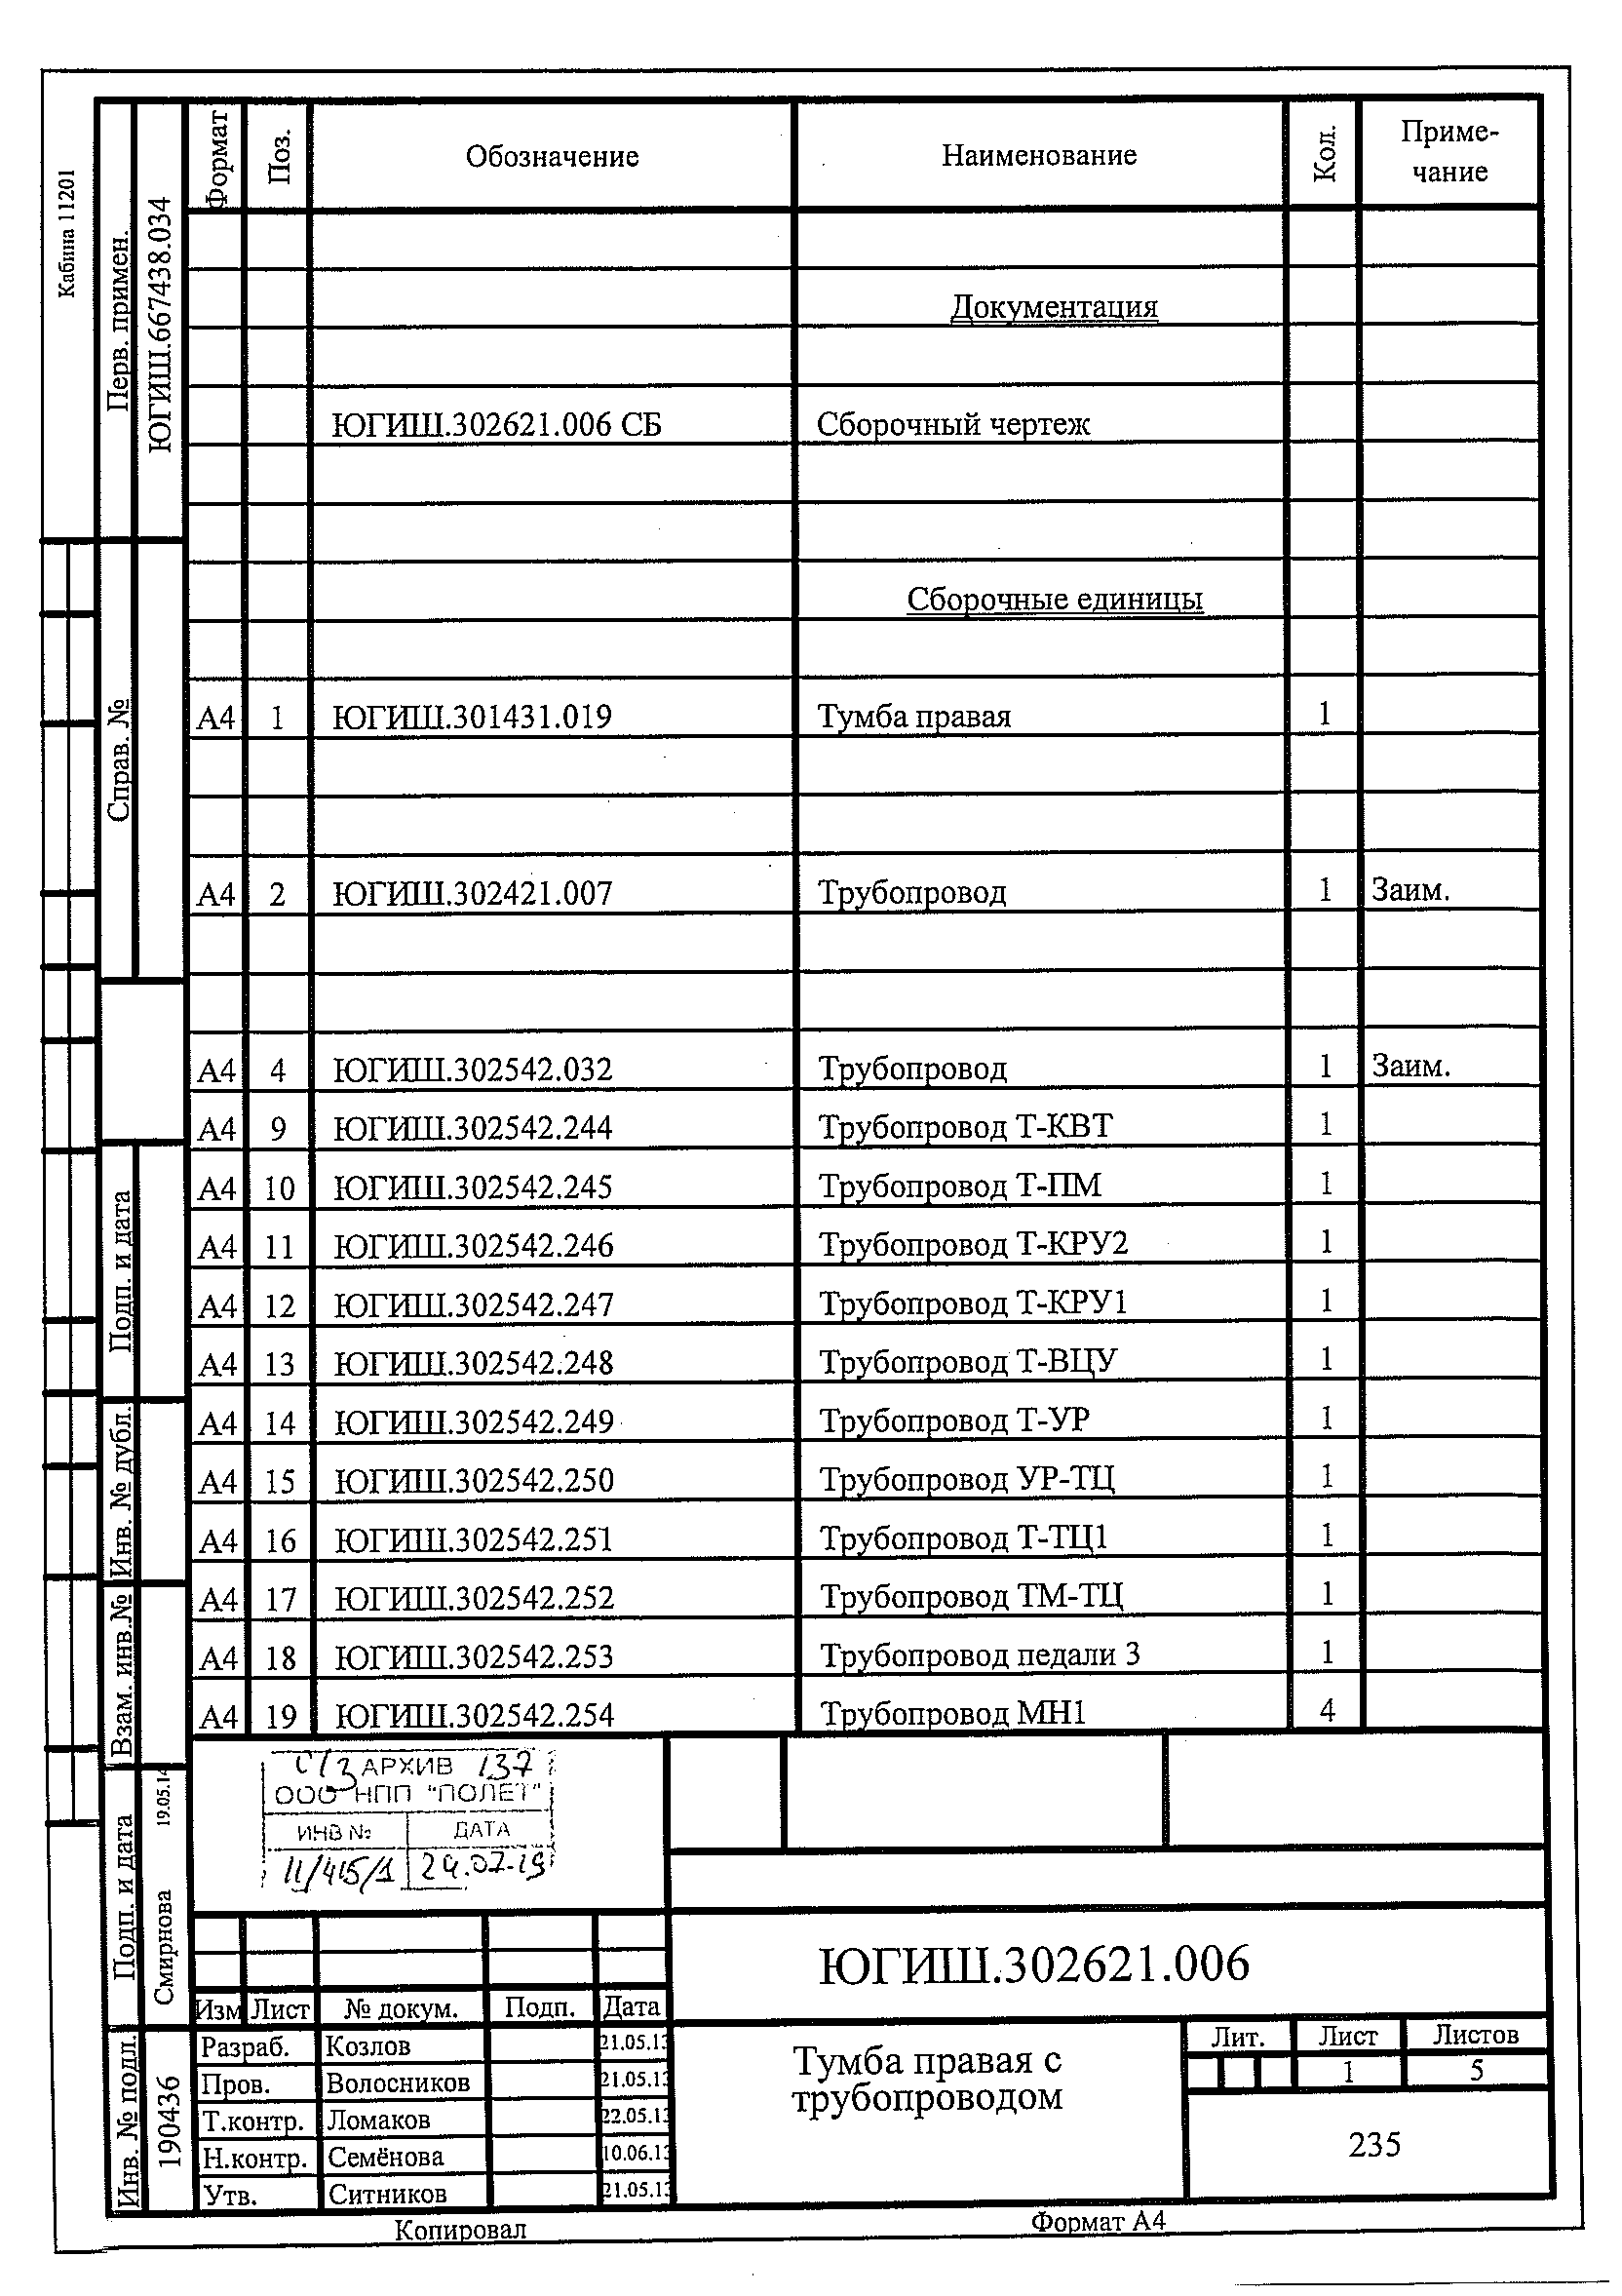 Кабина 11201
Перв. примен.
ЮГИШ.667438.034
Справ. №
Подп. и дата
Инв. № дубл.
Взам. инв.№
Подп. и дата
Смирнова 19.05.14
Инв. № подл.
190436
Формат Поз. Обозначение Наименование Кол. Приме-
чание
Документация
ЮГИШ.302621.006 СБ Сборочный чертеж
Сборочные единицы
А4 1 ЮГИШ.301431.019 Тумба правая 1
А4 2 ЮГИШ.302421.007 Трубопровод 1 Заим.
А4 4 ЮГИШ.302542.032 Трубопровод 1 Заим.
А4 9 ЮГИШ.302542.244 Трубопровод Т-КВТ 1
А4 10 ЮГИШ.302542.245 Трубопровод Т-ПМ 1
А4 11 ЮГИШ.302542.246 Трубопровод Т-КРУ2 1
А4 12 ЮГИШ.302542.247 Трубопровод Т-КРУ1 1
А4 13 ЮГИШ.302542.248 Трубопровод Т-ВЦУ 1
А4 14 ЮГИШ.302542.249 Трубопровод Т-УР 1
А4 15 ЮГИШ.302542.250 Трубопровод УР-ТЦ 1
А4 16 ЮГИШ.302542.251 Трубопровод Т-ТЦ1 1
А4 17 ЮГИШ.302542.252 Трубопровод ТМ-ТЦ 1
А4 18 ЮГИШ.302542.253 Трубопровод педали 3 1
А4 19 ЮГИШ.302542.254 Трубопровод МН1 4
АРХИВ 137
ООО НПП "ПОЛЕТ"
ИНВ № ДАТА
11/415/1 24.07.19
ЮГИШ.302621.006
Изм Лист № докум. Подп. Дата
Разраб. Козлов 21.05.13
Пров. Волосников 21.05.13
Т.контр. Ломаков 22.05.13
Н.контр. Семёнова 10.06.13
Утв. Ситников 21.05.13
Тумба правая с
трубопроводом
Лит. Лист Листов
1 5
235
Копировал Формат А4